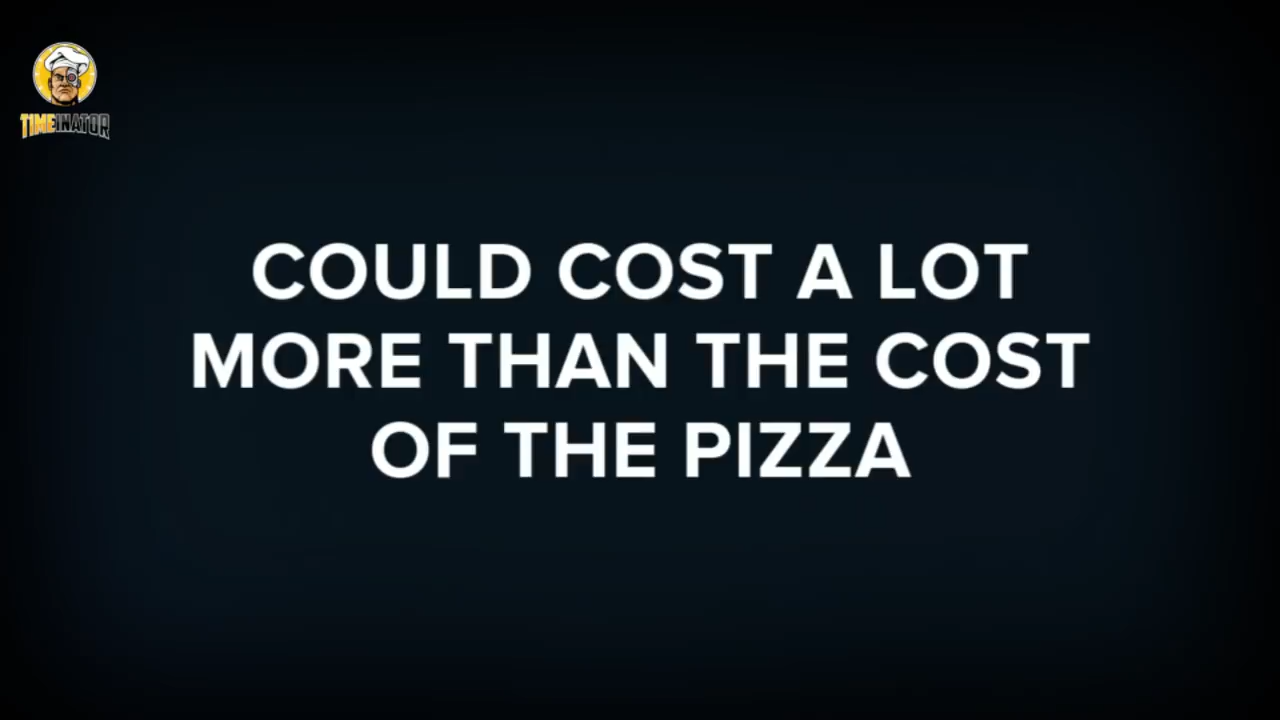 TIMEINATOR
COULD COST A LOT
MORE THAN THE COST
OF THE PIZZA